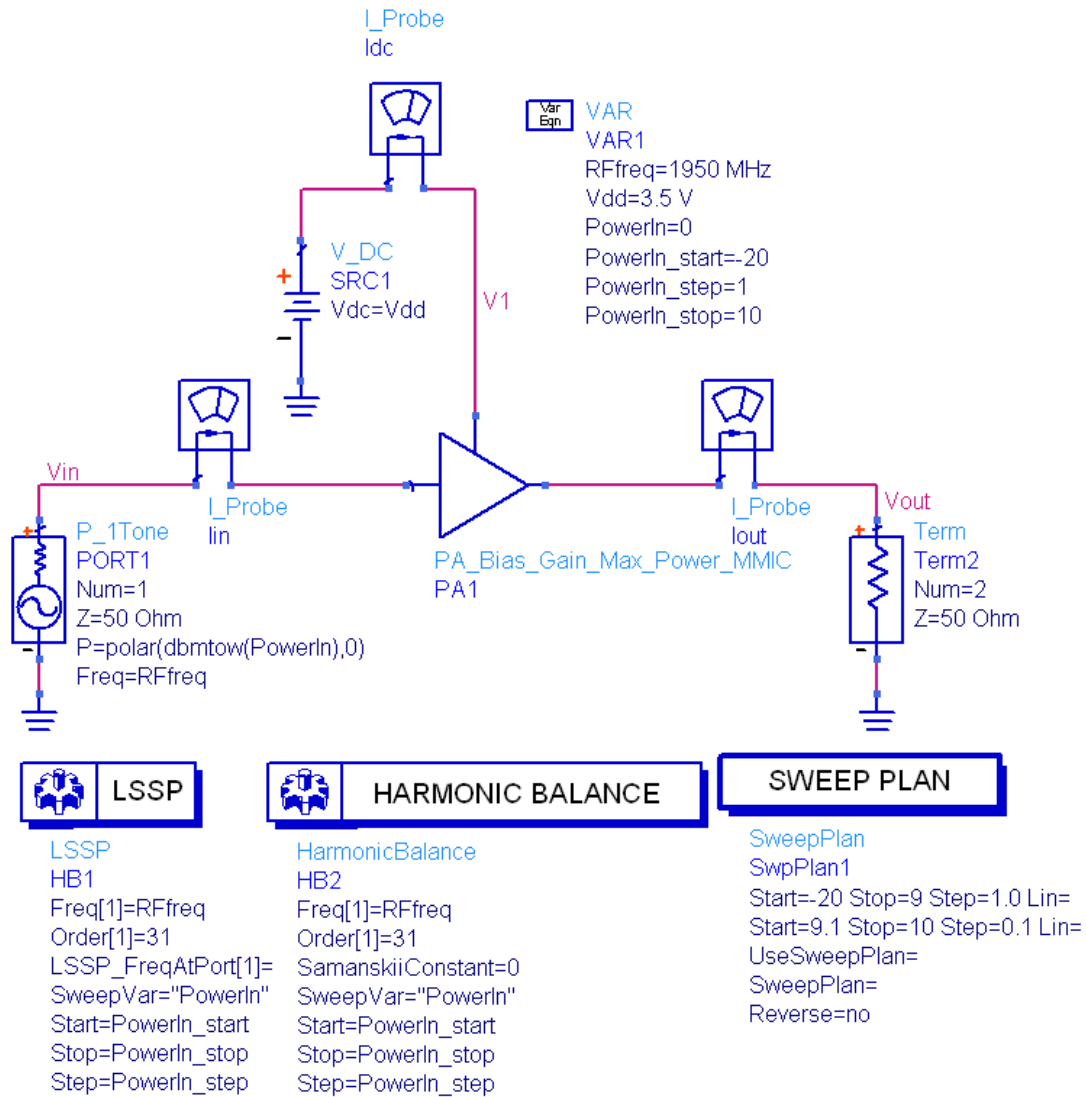 I_Probe
Idc
Var
Eqn
VAR
VAR1
RFfreq=1950 MHz
Vdd=3.5 V
PowerIn=0
PowerIn_start=-20
PowerIn_step=1
PowerIn_stop=10
+
V_DC
SRC1
Vdc=Vdd
-
V1
Vin
I_Probe
Iin
+
P_1Tone
PORT1
Num=1
Z=50 Ohm
P=polar(dbmtow(PowerIn),0)
Freq=RFfreq
-
PA_Bias_Gain_Max_Power_MMIC
PA1
I_Probe
Iout
Vout
+
Term
Term2
Num=2
Z=50 Ohm
-
LSSP
LSSP
HB1
Freq[1]=RFfreq
Order[1]=31
LSSP_FreqAtPort[1]=
SweepVar="PowerIn"
Start=PowerIn_start
Stop=PowerIn_stop
Step=PowerIn_step
HARMONIC BALANCE
HarmonicBalance
HB2
Freq[1]=RFfreq
Order[1]=31
SamanskiiConstant=0
SweepVar="PowerIn"
Start=PowerIn_start
Stop=PowerIn_stop
Step=PowerIn_step
SWEEP PLAN
SweepPlan
SwpPlan1
Start=-20 Stop=9 Step=1.0 Lin=
Start=9.1 Stop=10 Step=0.1 Lin=
UseSweepPlan=
SweepPlan=
Reverse=no